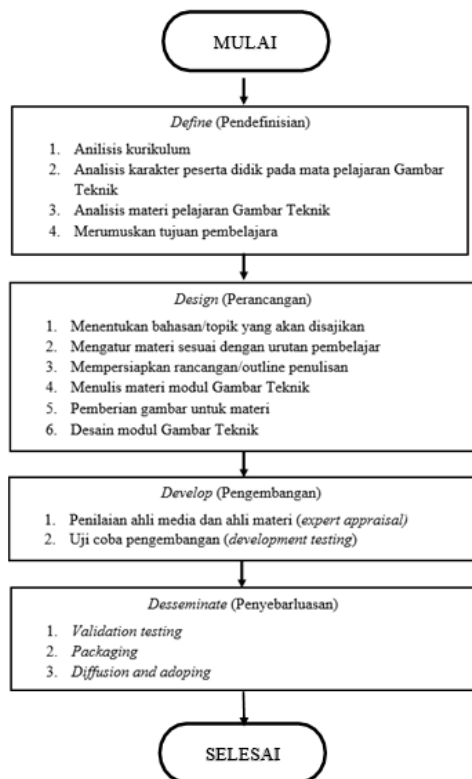 MULAI
Define (Pendefinisian)
1. Anilisis kurikulum
2. Analisis karakter peserta didik pada mata pelajaran Gambar
Teknik
3. Analisis materi pelajaran Gambar Teknik
4. Merumuskan tujuan pembelajara
Design (Perancangan)
1. Menentukan bahasan/topik yang akan disajikan
2. Mengatur materi sesuai dengan urutan pembelajar
3. Mempersiapkan rancangan/outline penulisan
4. Menulis materi modul Gambar Teknik
5. Pemberian gambar untuk materi
6. Desain modul Gambar Teknik
Develop (Pengembangan)
1. Penilaian ahli media dan ahli materi (expert appraisal)
2. Uji coba pengembangan (development testing)
Desseminate (Penyebarluasan)
1. Validation testing
2. Packaging
3. Diffusion and adoping
SELESAI